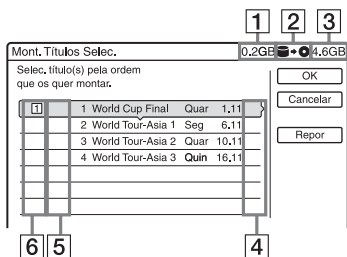 1 2 3
Mont. Títulos Selec. 0.2GB 4.6GB
Selec. título(s) pela ordem
que os quer montar.
OK
Cancelar
Repor
1 1 World Cup Final Quar 1.11
2 World Tour-Asia 1 Seg 6.11
3 World Tour-Asia 2 Quar 10.11
4 World Tour-Asia 3 Quin 16.11
6 5 4